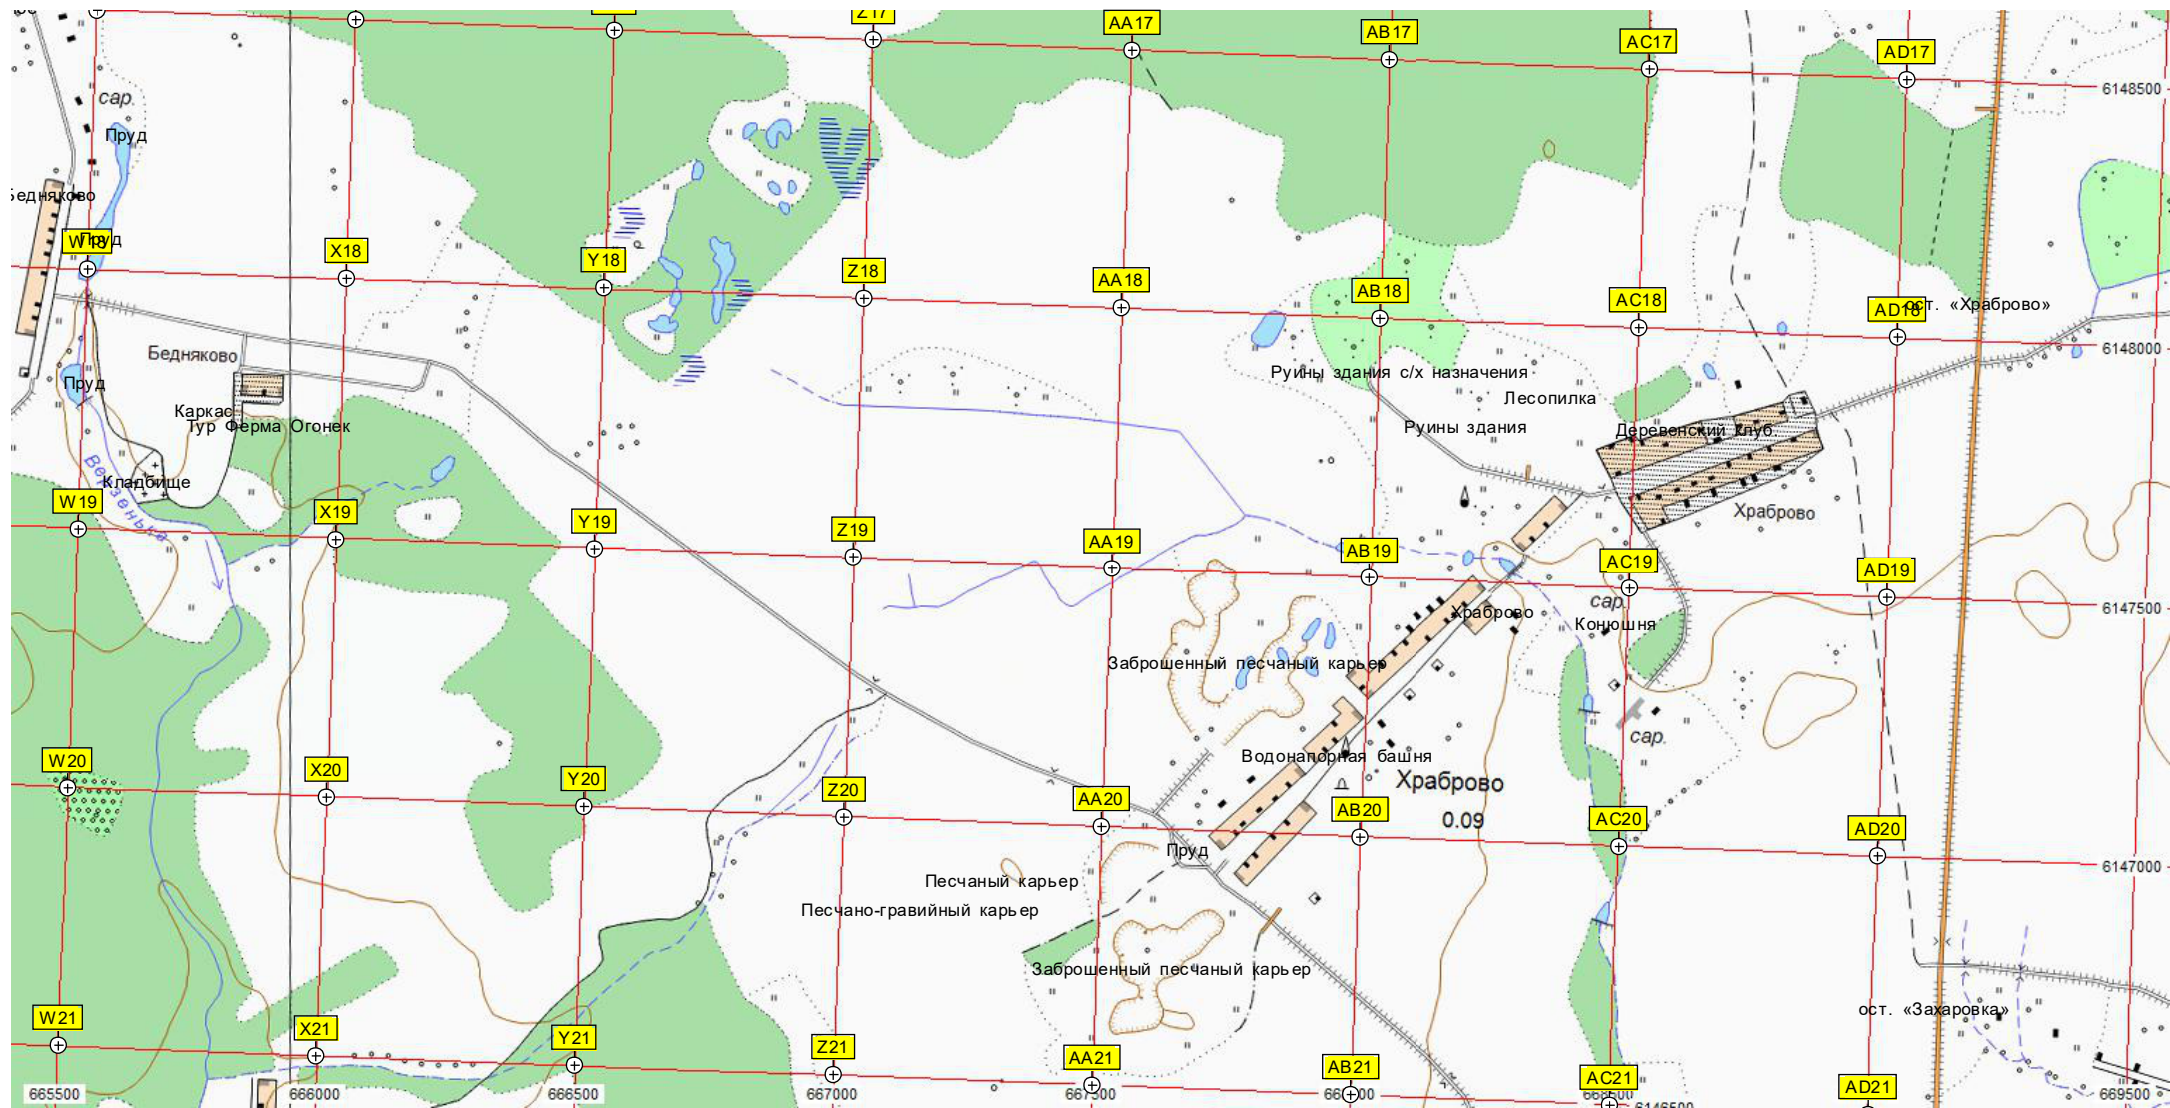 Z17
AA17
AB17
AC17
AD17
6148500
сар.
Пруд
Бедняково
W18
Пруд
X18
Y18
Z18
AA18
AB18
AC18
AD18
ост. «Храброво»
6148000
Бедняково
Пруд
Каркас
Тур Ферма Огонек
Руины здания с/х назначения
Лесопилка
Руины здания
Деревенский клуб
Верзенька
Кладбище
W19
X19
Y19
Z19
AA19
AB19
AC19
AD19
Храброво
6147500
сар.
Храброво
Конюшня
Заброшенный песчаный карьер
сар.
Водонапорная башня
Храброво
0.09
W20
X20
Y20
Z20
AA20
AB20
AC20
AD20
6147000
Пруд
Песчаный карьер
Песчано-гравийный карьер
Заброшенный песчаный карьер
ост. «Захаровка»
W21
X21
Y21
Z21
AA21
AB21
AC21
AD21
665500
666000
666500
667000
667500
669500
6146500